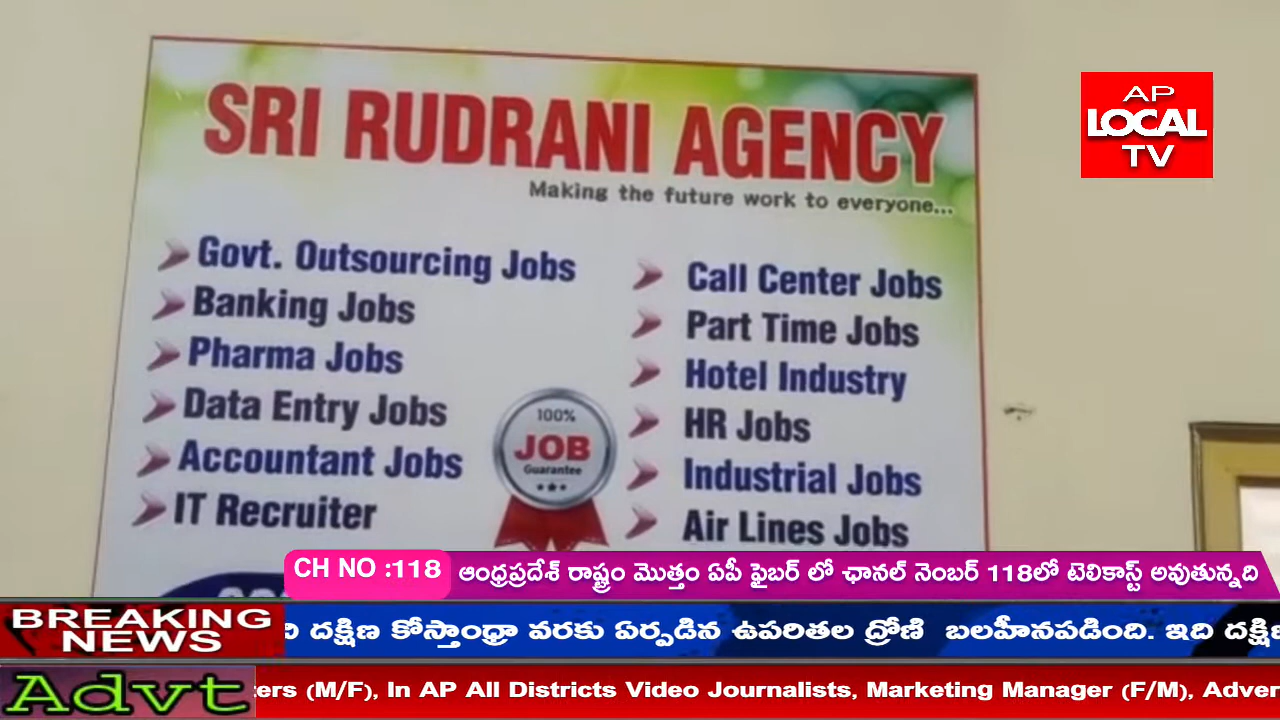 SRI RUDRANI AGENCY
Making the future work to everyone...
Govt. Outsourcing Jobs
Banking Jobs
Pharma Jobs
Data Entry Jobs
Accountant Jobs
IT Recruiter
100%
JOB
Guarantee
Call Center Jobs
Part Time Jobs
Hotel Industry
HR Jobs
Industrial Jobs
Air Lines Jobs
AP
LOCAL
TV
CH NO :118 ఆంధ్రప్రదేశ్ రాష్ట్రం మొత్తం ఏపీ ఫైబర్ లో ఛానల్ నెంబర్ 118లో టెలికాస్ట్ అవుతున్నది
BREAKING
NEWS
దక్షిణ కోస్తాంధ్రా వరకు ఏర్పడిన ఉపరితల ద్రోణి బలహీనపడింది. ఇది
Advt
(M/F), In AP All Districts Video Journalists, Marketing Manager (F/M),